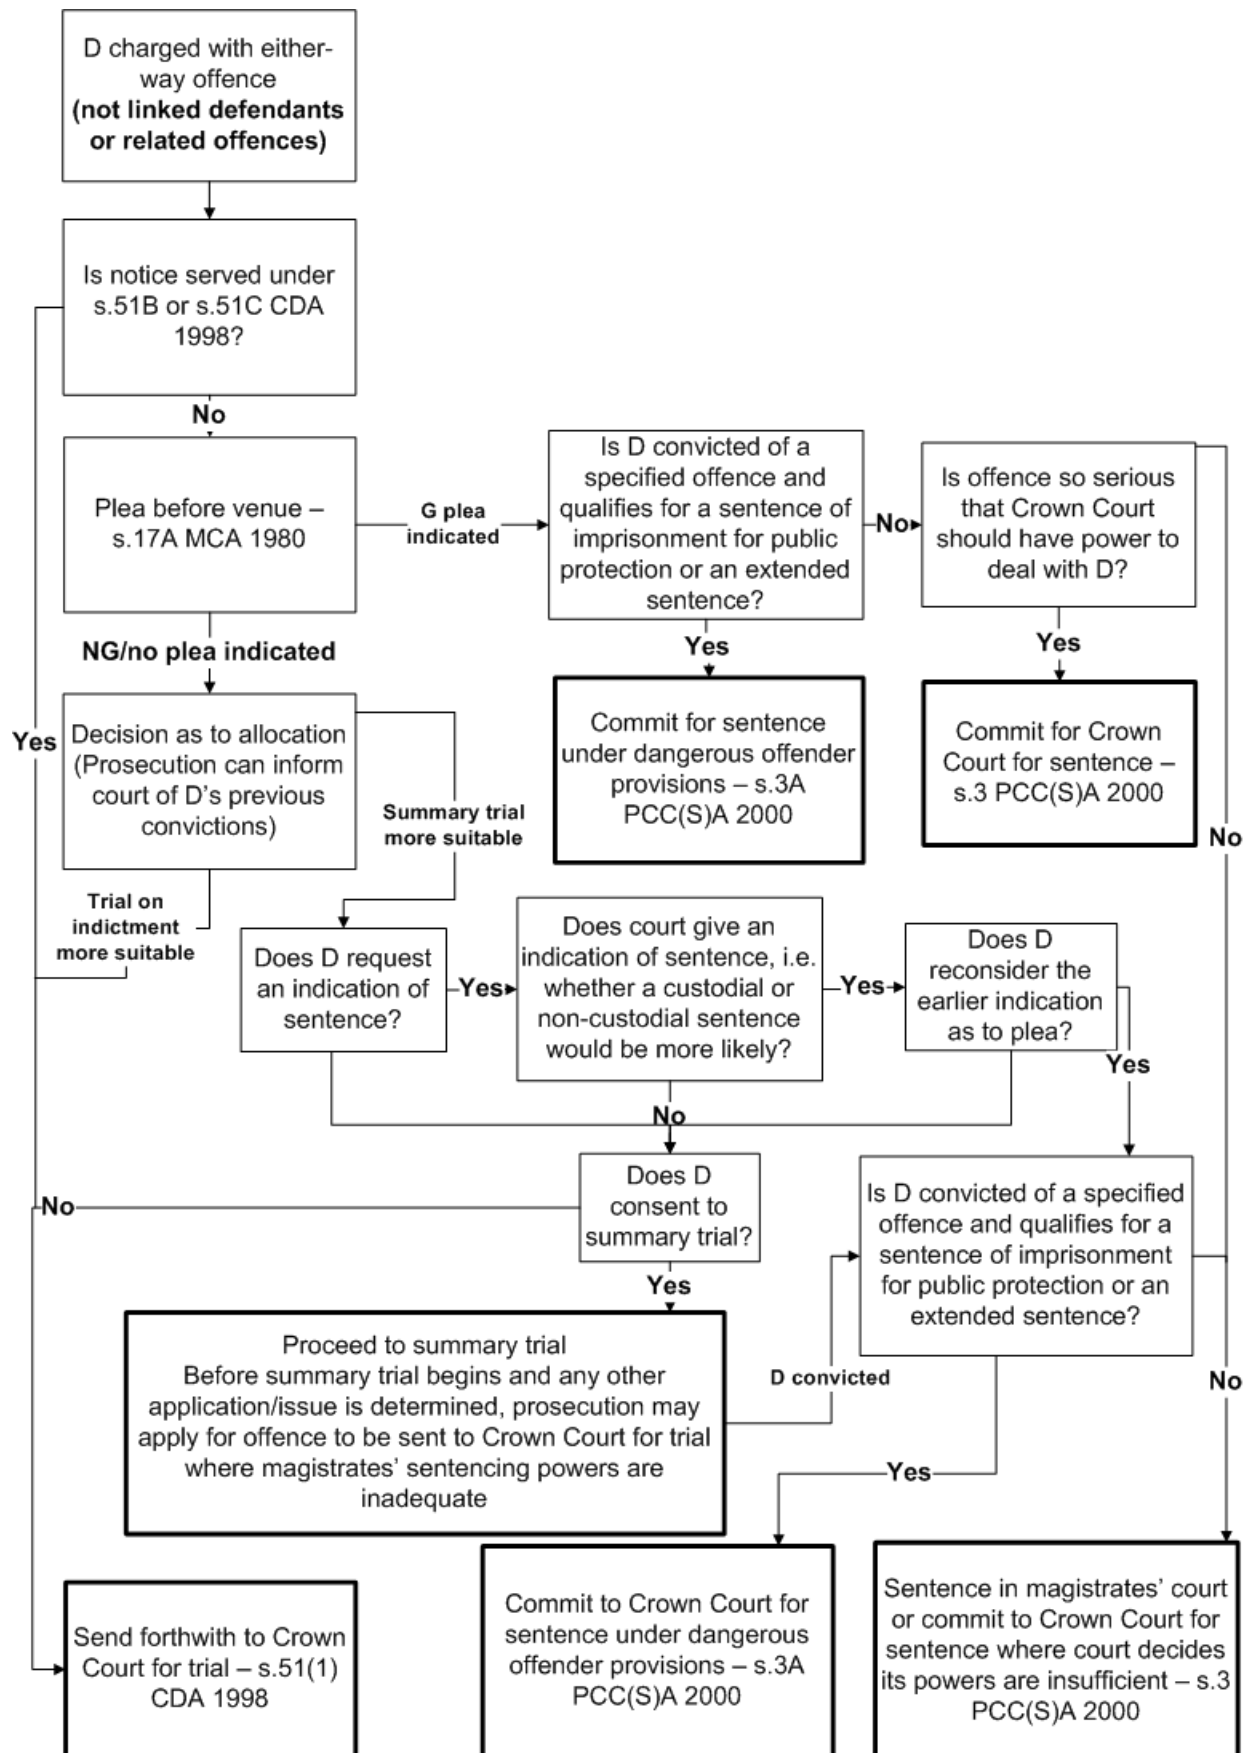 D charged with either-
way offence
(not linked defendants
or related offences)
Is notice served under
s.51B or s.51C CDA
1998?
No
Plea before venue –
s.17A MCA 1980
G plea
indicated
Is D convicted of a
specified offence and
qualifies for a sentence of
imprisonment for public
protection or an extended
sentence?
No
Is offence so serious
that Crown Court
should have power to
deal with D?
Yes
Yes
NG/no plea indicated
Commit for sentence
under dangerous offender
provisions – s.3A
PCC(S)A 2000
Commit for Crown
Court for sentence –
s.3 PCC(S)A 2000
Yes
Decision as to allocation
(Prosecution can inform
court of D's previous
convictions)
Summary trial
more suitable
No
Trial on
indictment
more suitable
Does D request
an indication of
sentence?
Yes
Does court give an
indication of sentence, i.e.
whether a custodial or
non-custodial sentence
would be more likely?
Yes
Does D
reconsider the
earlier indication
as to plea?
Yes
No
Does D
consent to
summary trial?
No
Yes
Is D convicted of a specified
offence and qualifies for a
sentence of imprisonment
for public protection or an
extended sentence?
Proceed to summary trial
Before summary trial begins and any other
application/issue is determined, prosecution may
apply for offence to be sent to Crown Court for trial
where magistrates' sentencing powers are
inadequate
D convicted
No
Yes
Send forthwith to Crown
Court for trial – s.51(1)
CDA 1998
Commit to Crown Court for
sentence under dangerous
offender provisions – s.3A
PCC(S)A 2000
Sentence in magistrates' court
or commit to Crown Court for
sentence where court decides
its powers are insufficient – s.3
PCC(S)A 2000